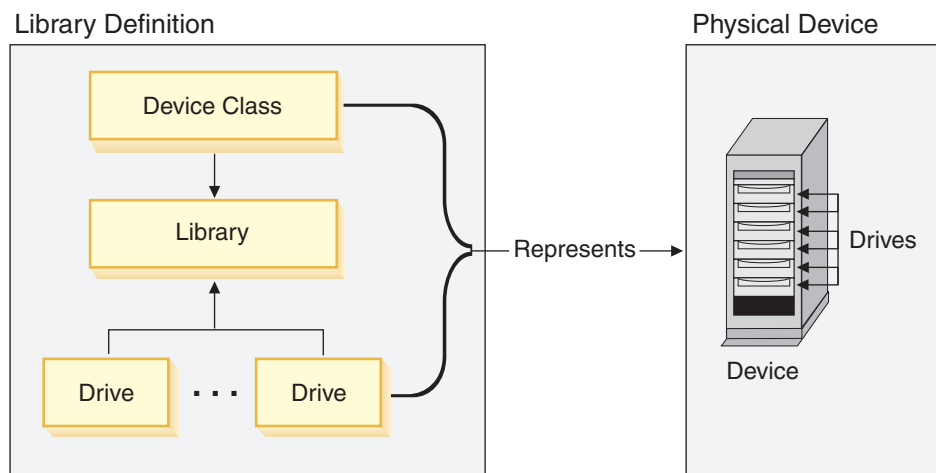 Library Definition
Physical Device
Device Class
Library
Represents
Drives
Drive
. . .
Drive
Device